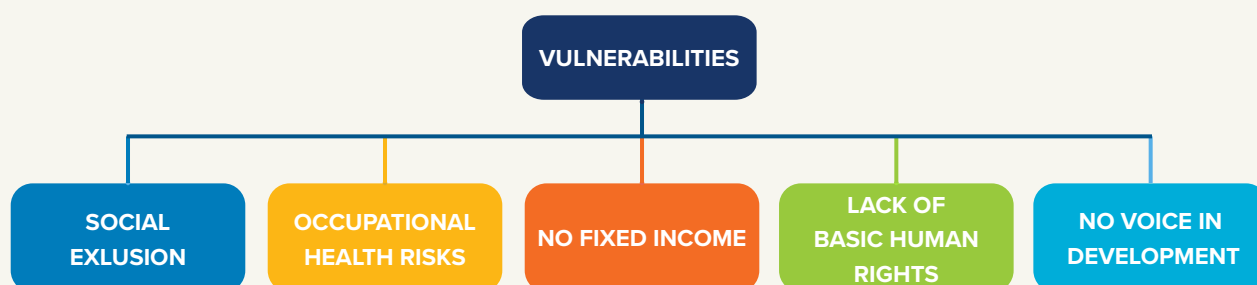 VULNERABILITIES
SOCIAL
EXLUSION
OCCUPATIONAL
HEALTH RISKS
NO FIXED INCOME
LACK OF
BASIC HUMAN
RIGHTS
NO VOICE IN
DEVELOPMENT